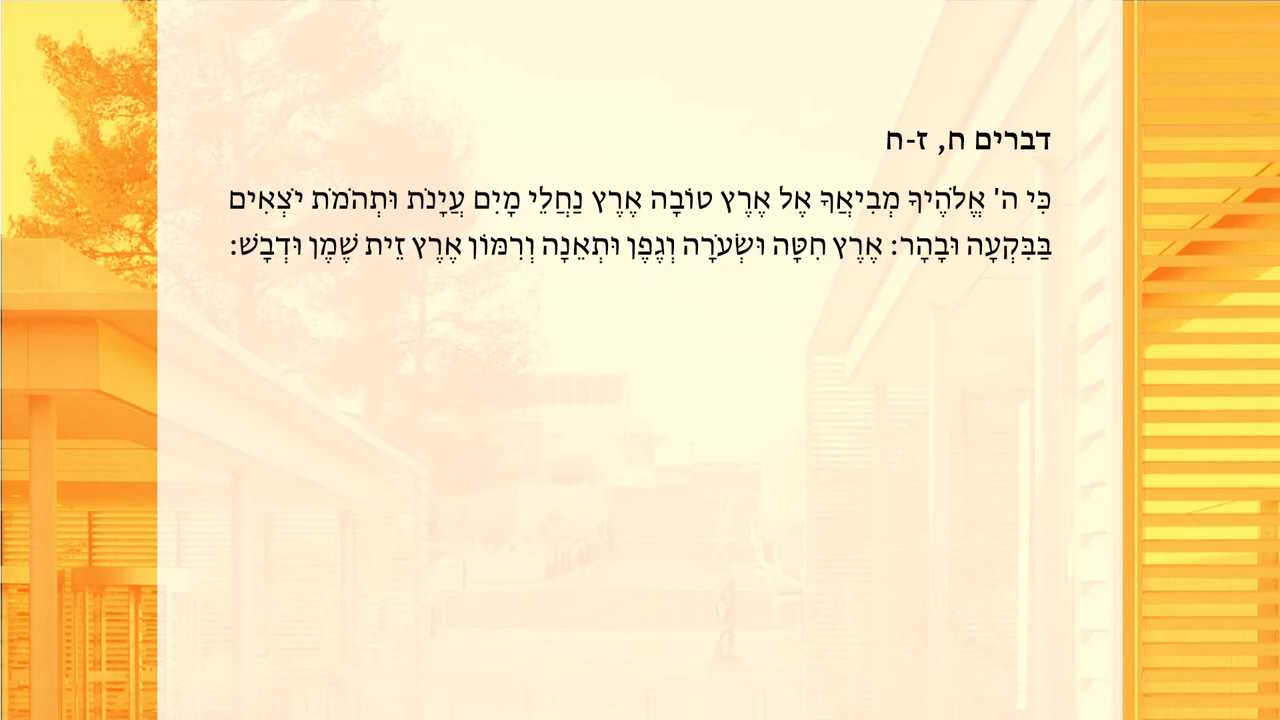 דברים ח, ז-ח
כִּי ה' אֱלֹהֶיךָ מְבִיאֲךָ אֶל אֶרֶץ טוֹבָה אֶרֶץ נַחֲלֵי מָיִם עֲיָנֹת וּתְהֹמֹת יֹצְאִים
בַּבִּקְעָה וּבָהָר: אֶרֶץ חִטָּה וּשְׂעֹרָה וְגֶפֶן וּתְאֵנָה וְרִמּוֹן אֶרֶץ זֵית שֶׁמֶן וּדְבָשׁ: